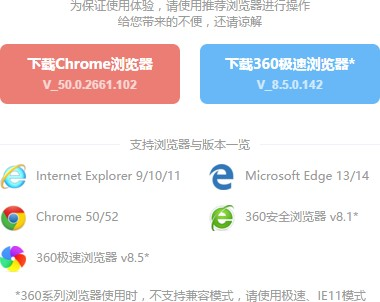 为保证使用体验，请使用推荐浏览器进行操作
给您带来的不便，还请谅解
下载Chrome浏览器
V_50.0.2661.102
下载360极速浏览器*
V_8.5.0.142
支持浏览器与版本一览
Internet Explorer 9/10/11
Microsoft Edge 13/14
Chrome 50/52
360安全浏览器 v8.1*
360极速浏览器 v8.5*
*360系列浏览器使用时，不支持兼容模式，请使用极速、IE11模式